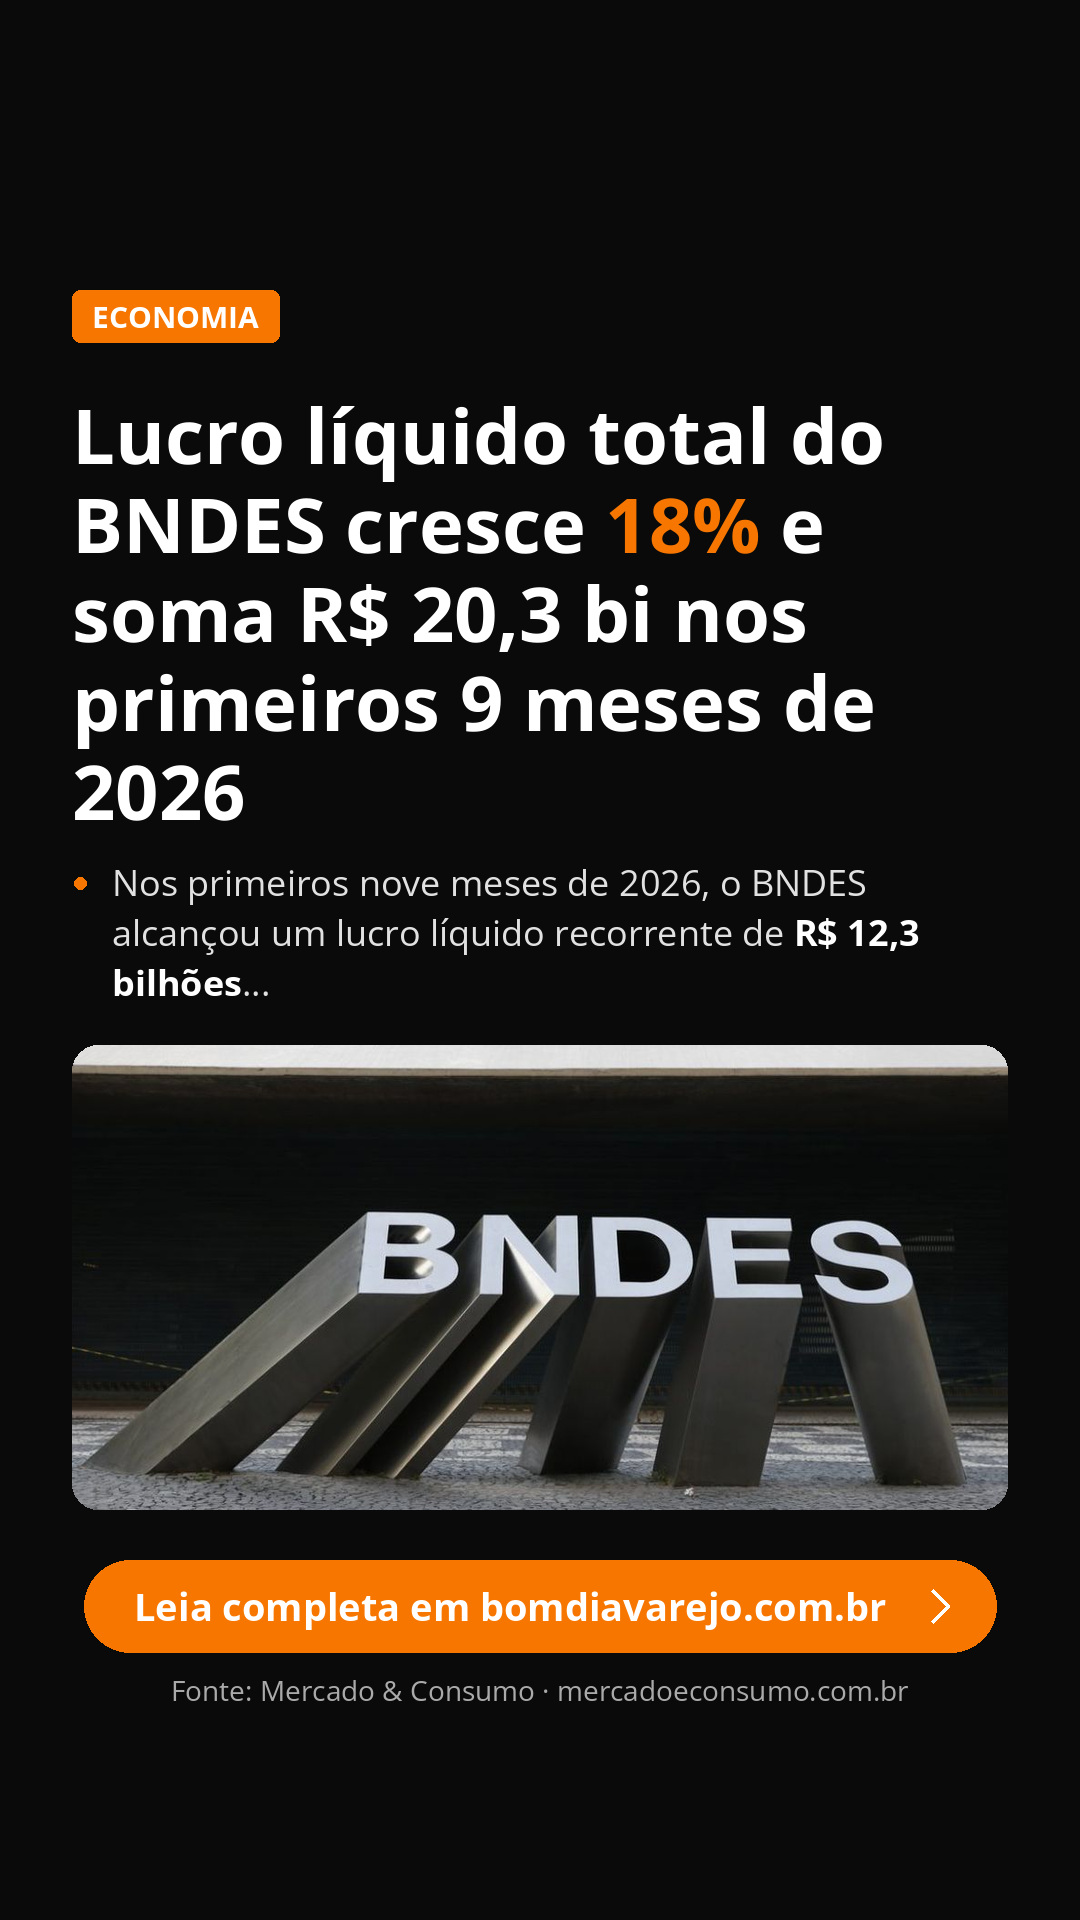 ECONOMIA
Lucro líquido total do
BNDES cresce 18% e
soma R$ 20,3 bi nos
primeiros 9 meses de
2026
Nos primeiros nove meses de 2026, o BNDES
alcançou um lucro líquido recorrente de R$ 12,3
bilhões...
BNDES
Leia completa em bomdiavarejo.com.br
Fonte: Mercado & Consumo · mercadoeconsumo.com.br